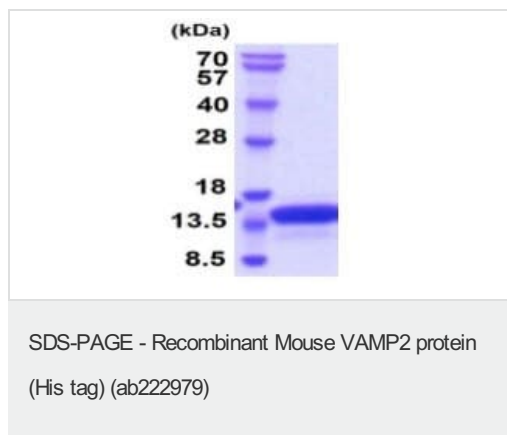 (kDa)
70
57
40
28
18
13.5
8.5
SDS-PAGE - Recombinant Mouse VAMP2 protein
(His tag) (ab222979)